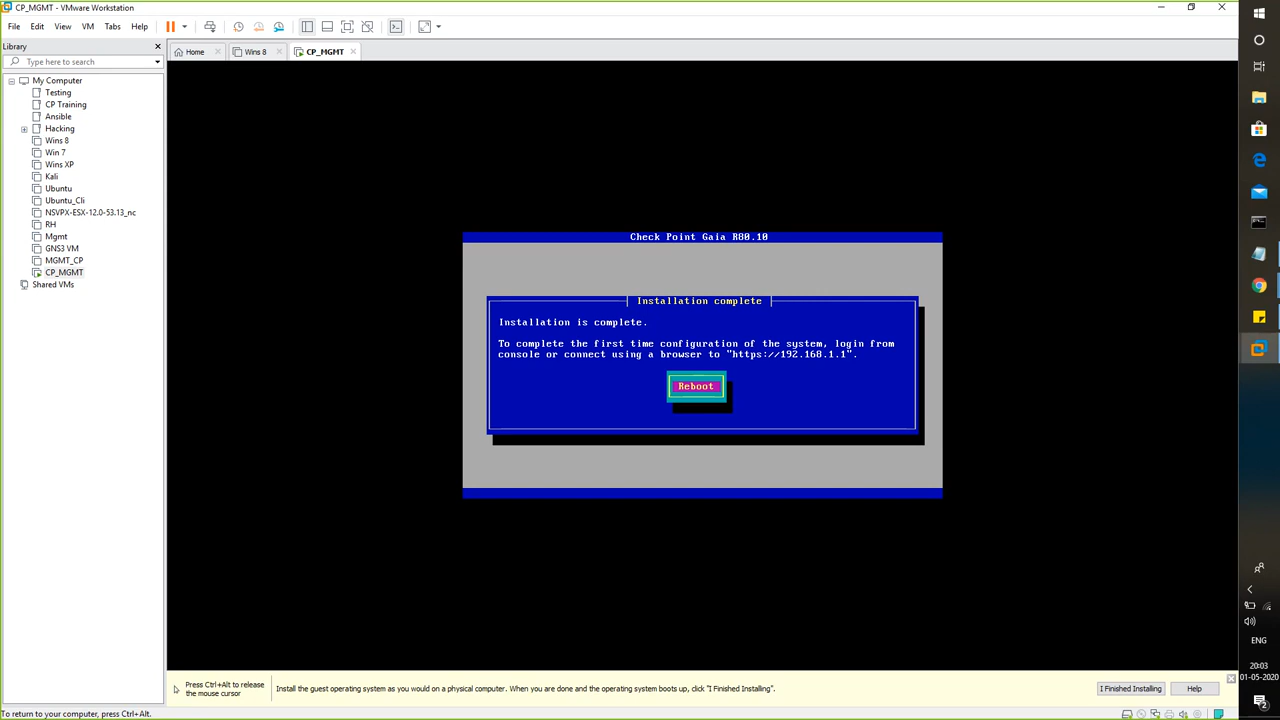 CP_MGMT - VMware Workstation
File Edit View VM Tabs Help
Library
Type here to search
Home
Wins 8
CP_MGMT
My Computer
Testing
CP Training
Ansible
Hacking
Wins 8
Win 7
Wins XP
Kali
Ubuntu
Ubuntu_Cli
NSVPX-ESX-12.0-53.13_nc
RH
Mgmt
GNS3 VM
MGMT_CP
CP_MGMT
Shared VMs
Check Point Gaia R80.10
Installation complete
Installation is complete.
To complete the first time configuration of the system, login from
console or connect using a browser to "https://192.168.1.1".
Reboot
Press Ctrl+Alt to release
the mouse cursor
Install the guest operating system as you would on a physical computer. When you are done and the operating system boots up, click "I Finished Installing".
I Finished Installing
Help
To return to your computer, press Ctrl+Alt.
ENG
20:03
01-05-2020
2